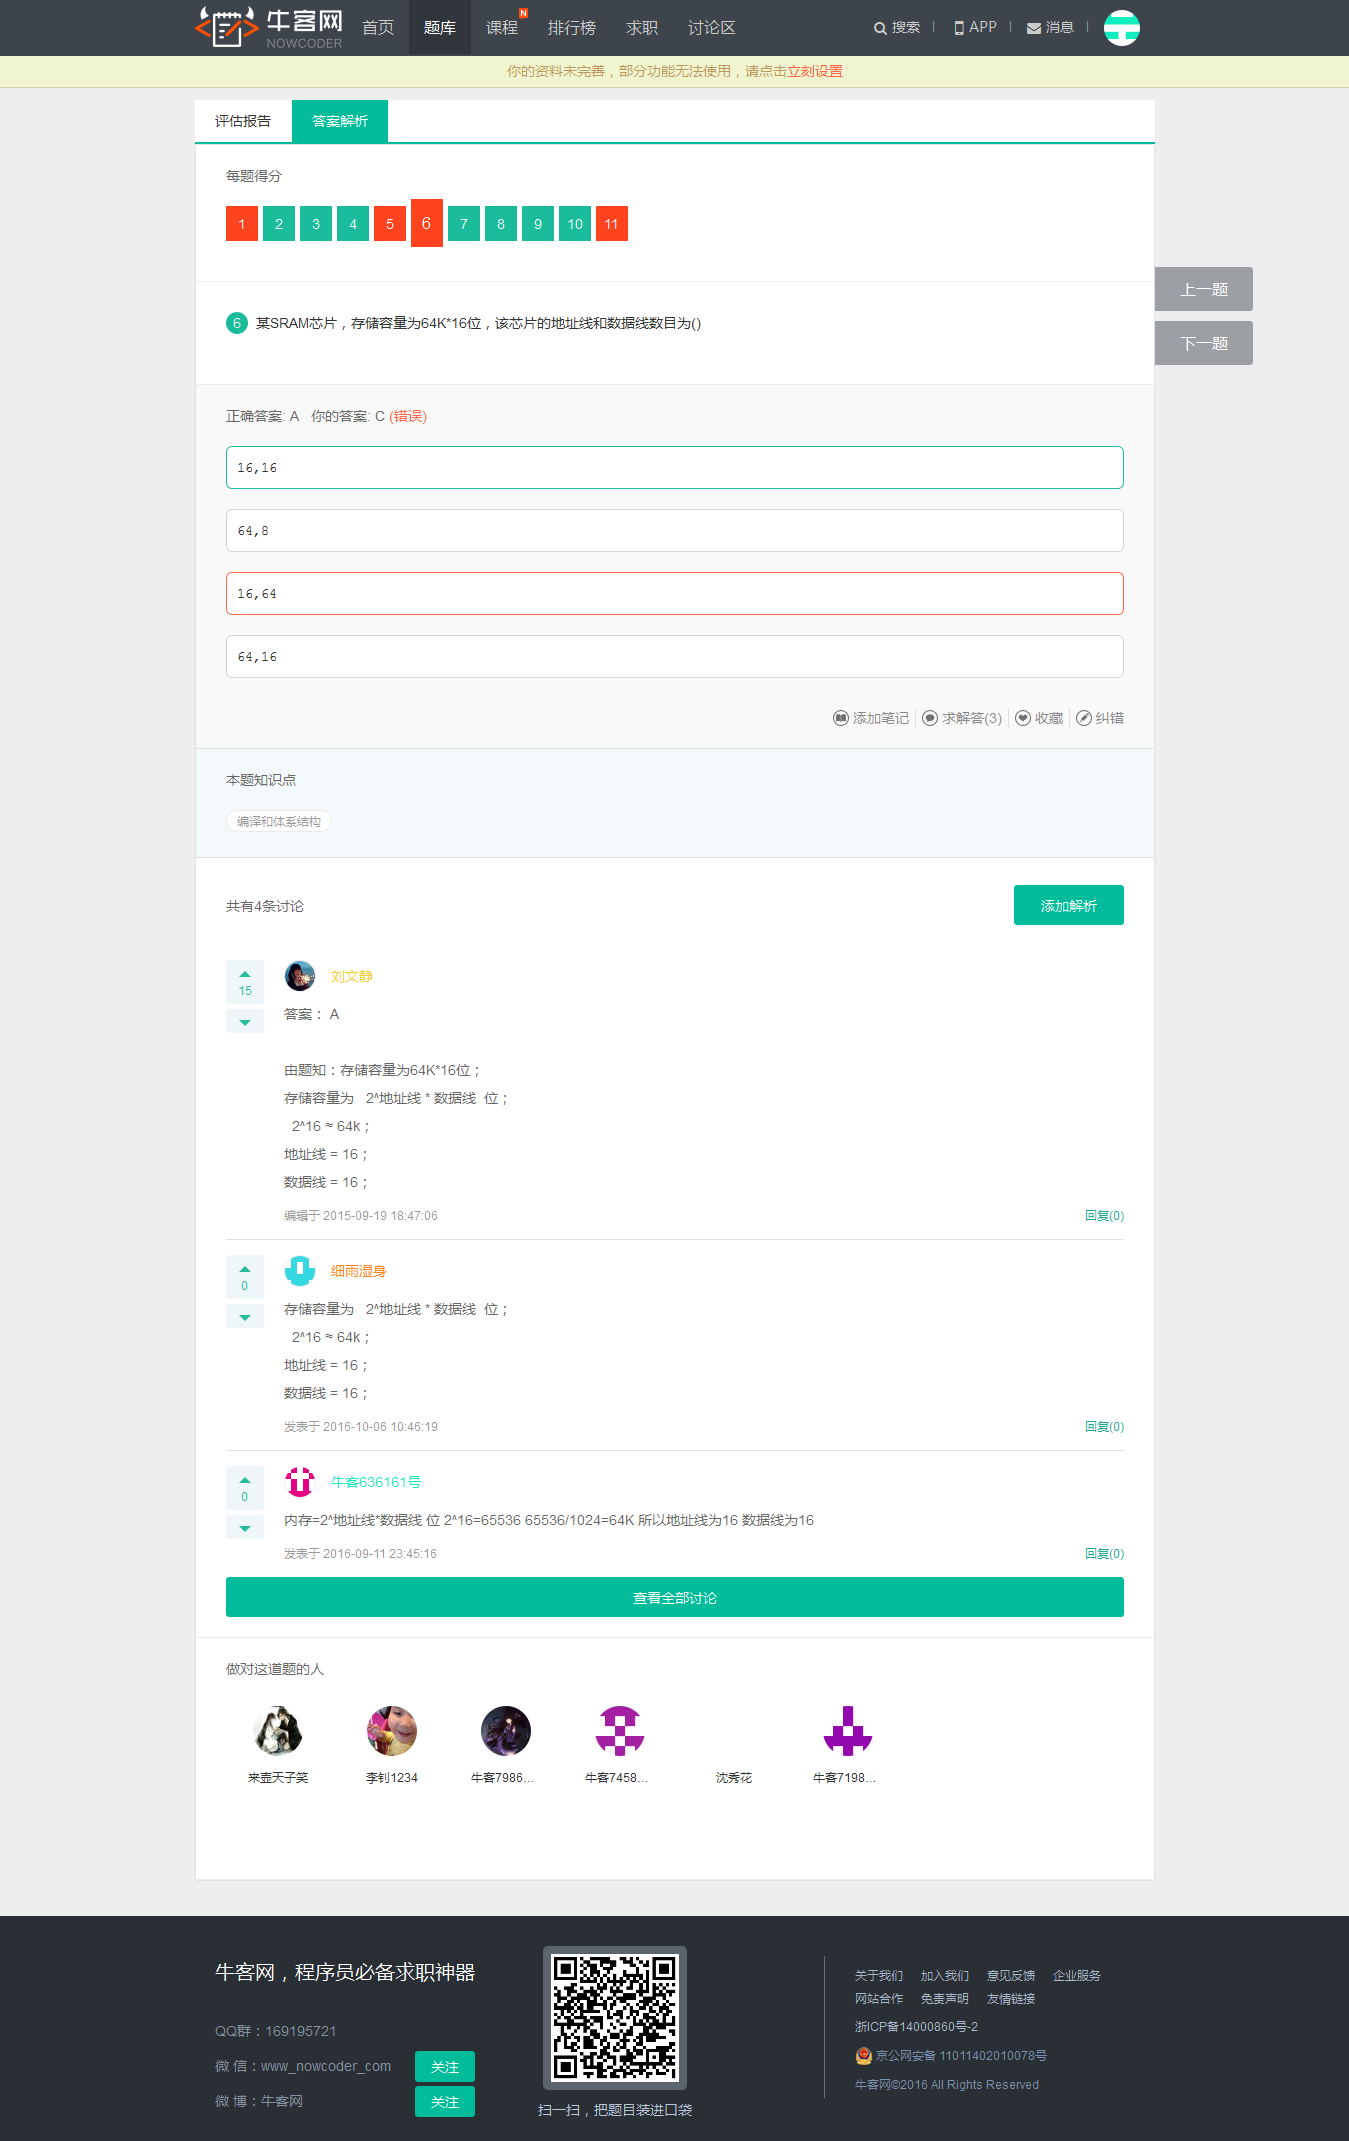 牛客网
NOWCODER
首页 题库 课程 N 排行榜 求职 讨论区 搜索 APP 消息
你的资料未完善，部分功能无法使用，请点击立刻设置
评估报告 答案解析
每题得分
1 2 3 4 5 6 7 8 9 10 11
上一题
6 某SRAM芯片，存储容量为64K*16位，该芯片的地址线和数据线数目为()
下一题
正确答案: A 你的答案: C (错误)
16,16
64,8
16,64
64,16
添加笔记 求解答(3) 收藏 纠错
本题知识点
编译和体系结构
共有4条讨论 添加解析
15
刘文静
答案： A
由题知：存储容量为64K*16位；
存储容量为 2^地址线 * 数据线 位；
2^16 ≈ 64k；
地址线 = 16；
数据线 = 16；
编辑于 2015-09-19 18:47:06 回复(0)
0
细雨湿身
存储容量为 2^地址线 * 数据线 位；
2^16 ≈ 64k；
地址线 = 16；
数据线 = 16；
发表于 2016-10-06 10:46:19 回复(0)
0
牛客636161号
内存=2^地址线*数据线 位 2^16=65536 65536/1024=64K 所以地址线为16 数据线为16
发表于 2016-09-11 23:45:16 回复(0)
查看全部讨论
做对这道题的人
来壶天子笑 李钊1234 牛客7986... 牛客7458... 沈秀花 牛客7198...
牛客网，程序员必备求职神器
QQ群：169195721
微 信：www_nowcoder_com 关注
微 博：牛客网 关注
扫一扫，把题目装进口袋
关于我们 加入我们 意见反馈 企业服务
网站合作 免责声明 友情链接
浙ICP备14000860号-2
京公网安备 11011402010078号
牛客网©2016 All Rights Reserved